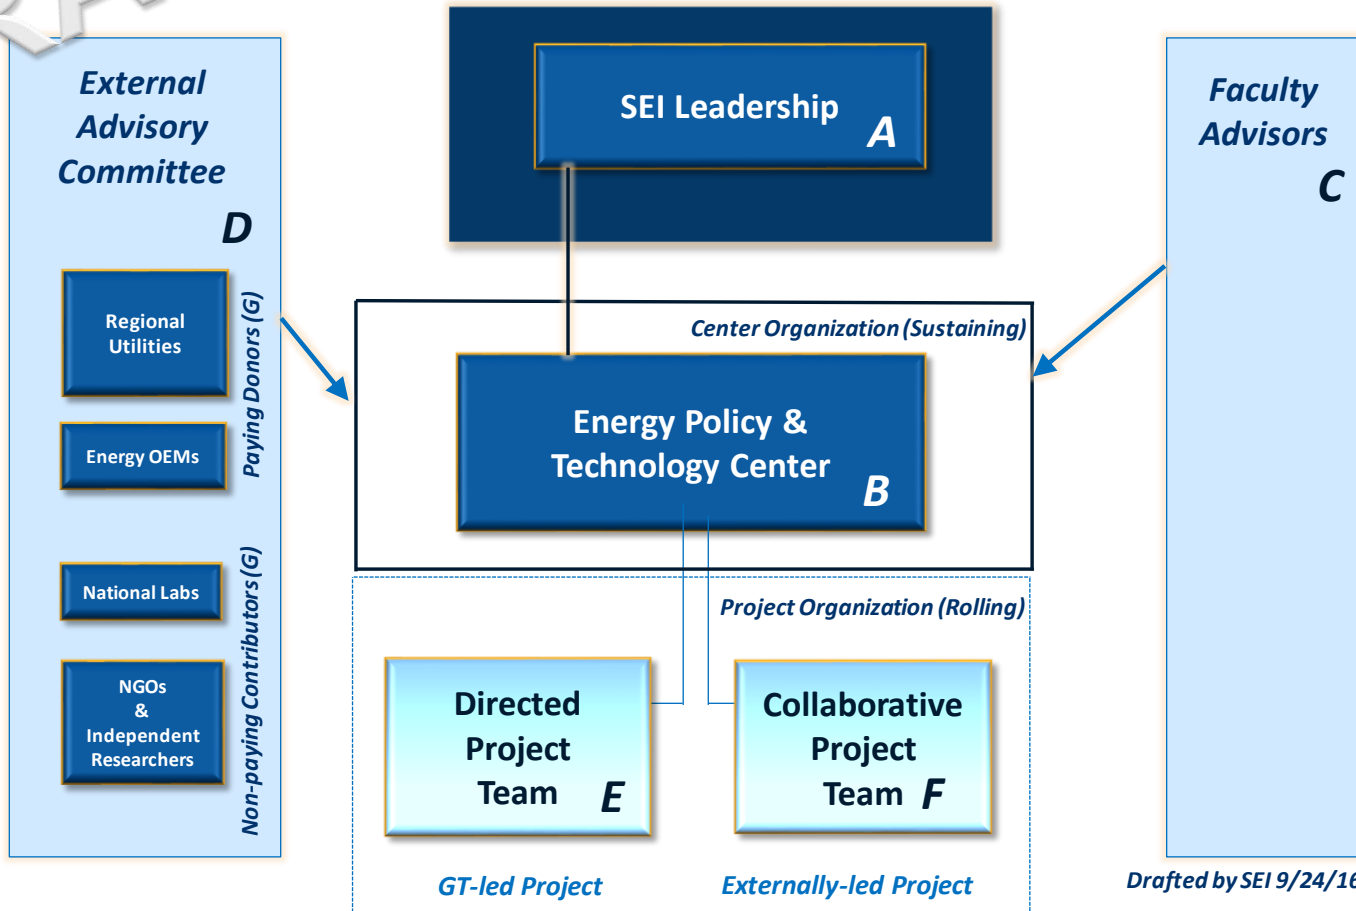 External
Advisory
Committee
D
Regional
Utilities
Energy OEMs
Paying Donors (G)
National Labs
NGOs
&
Independent
Researchers
Non-paying Contributors (G)
SEI Leadership
A
Center Organization (Sustaining)
Energy Policy &
Technology Center
B
Project Organization (Rolling)
Directed
Project
Team E
GT-led Project
Collaborative
Project
Team F
Externally-led Project
Faculty
Advisors
C
Drafted by SEI 9/24/16